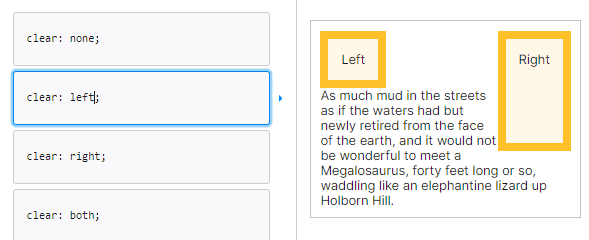 clear: none;
clear: left;
clear: right;
clear: both;
Left
Right
As much mud in the streets
as if the waters had but
newly retired from the face
of the earth, and it would not
be wonderful to meet a
Megalosaurus, forty feet long or so,
waddling like an elephantine lizard up
Holborn Hill.